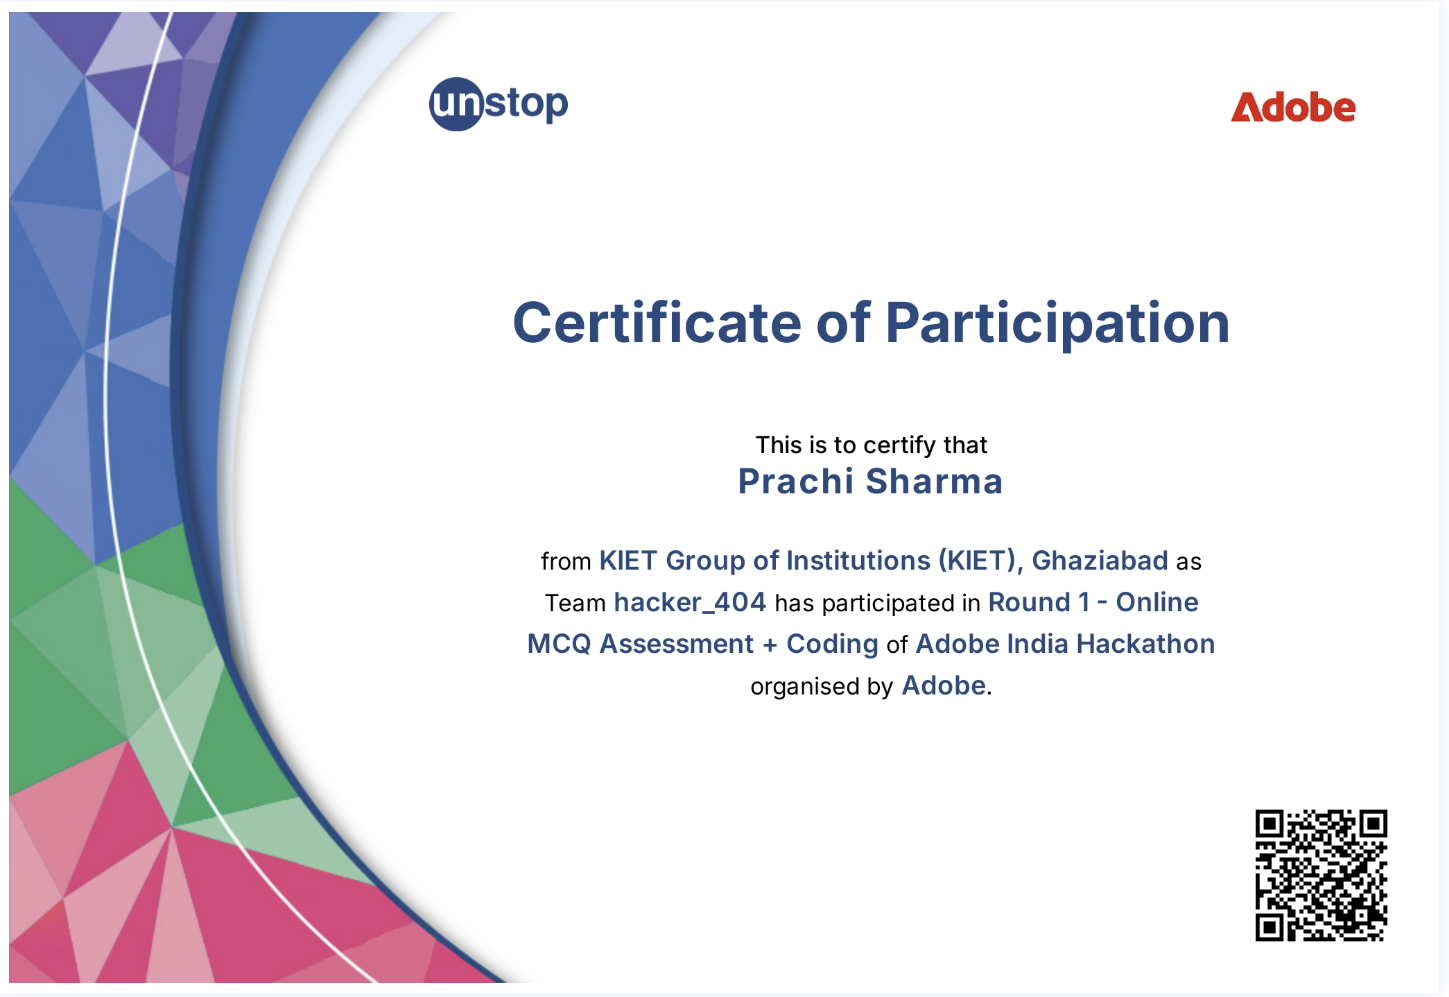 unstop
Adobe
Certificate of Participation
This is to certify that
Prachi Sharma
from KIET Group of Institutions (KIET), Ghaziabad as
Team hacker_404 has participated in Round 1 - Online
MCQ Assessment + Coding of Adobe India Hackathon
organised by Adobe.